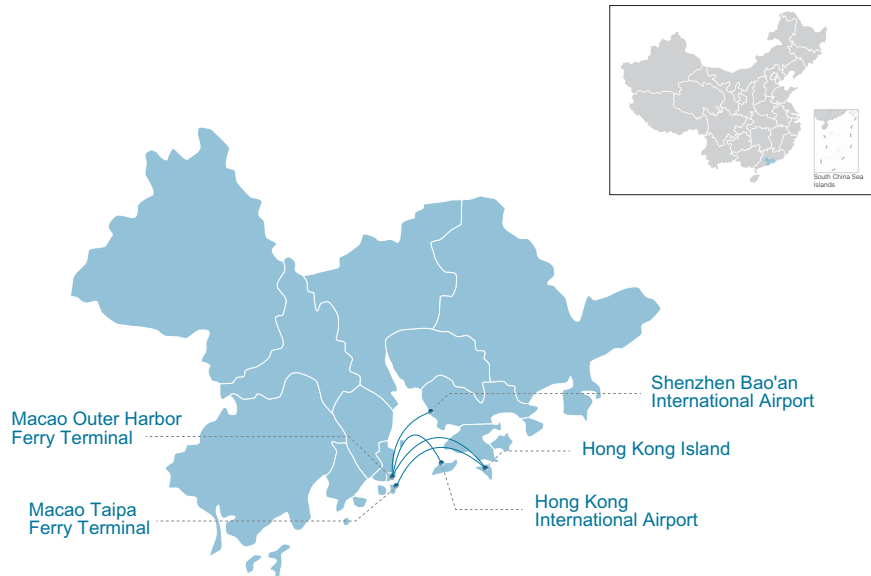 South China Sea
Islands
Shenzhen Bao'an
International Airport
Macao Outer Harbor
Ferry Terminal
Hong Kong Island
Macao Taipa
Ferry Terminal
Hong Kong
International Airport